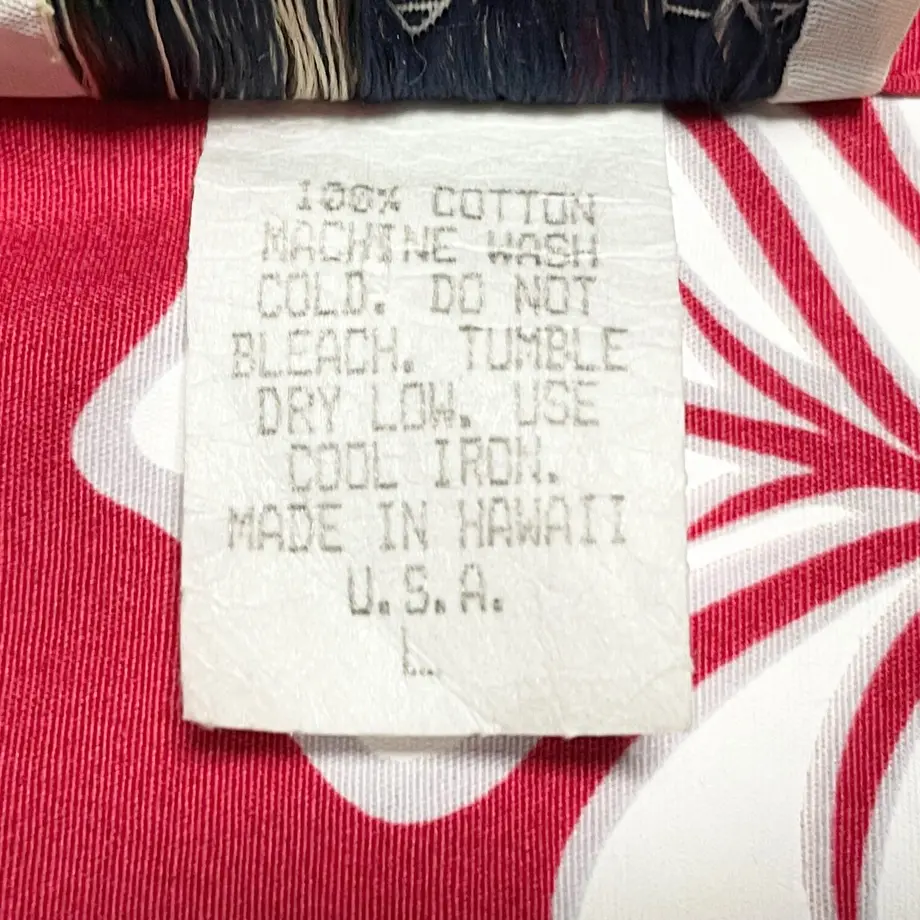 100% COTTON
MACHINE WASH
COLD. DO NOT
BLEACH. TUMBLE
DRY LOW. USE
COOL IRON.
MADE IN HAWAII
U.S.A.
L